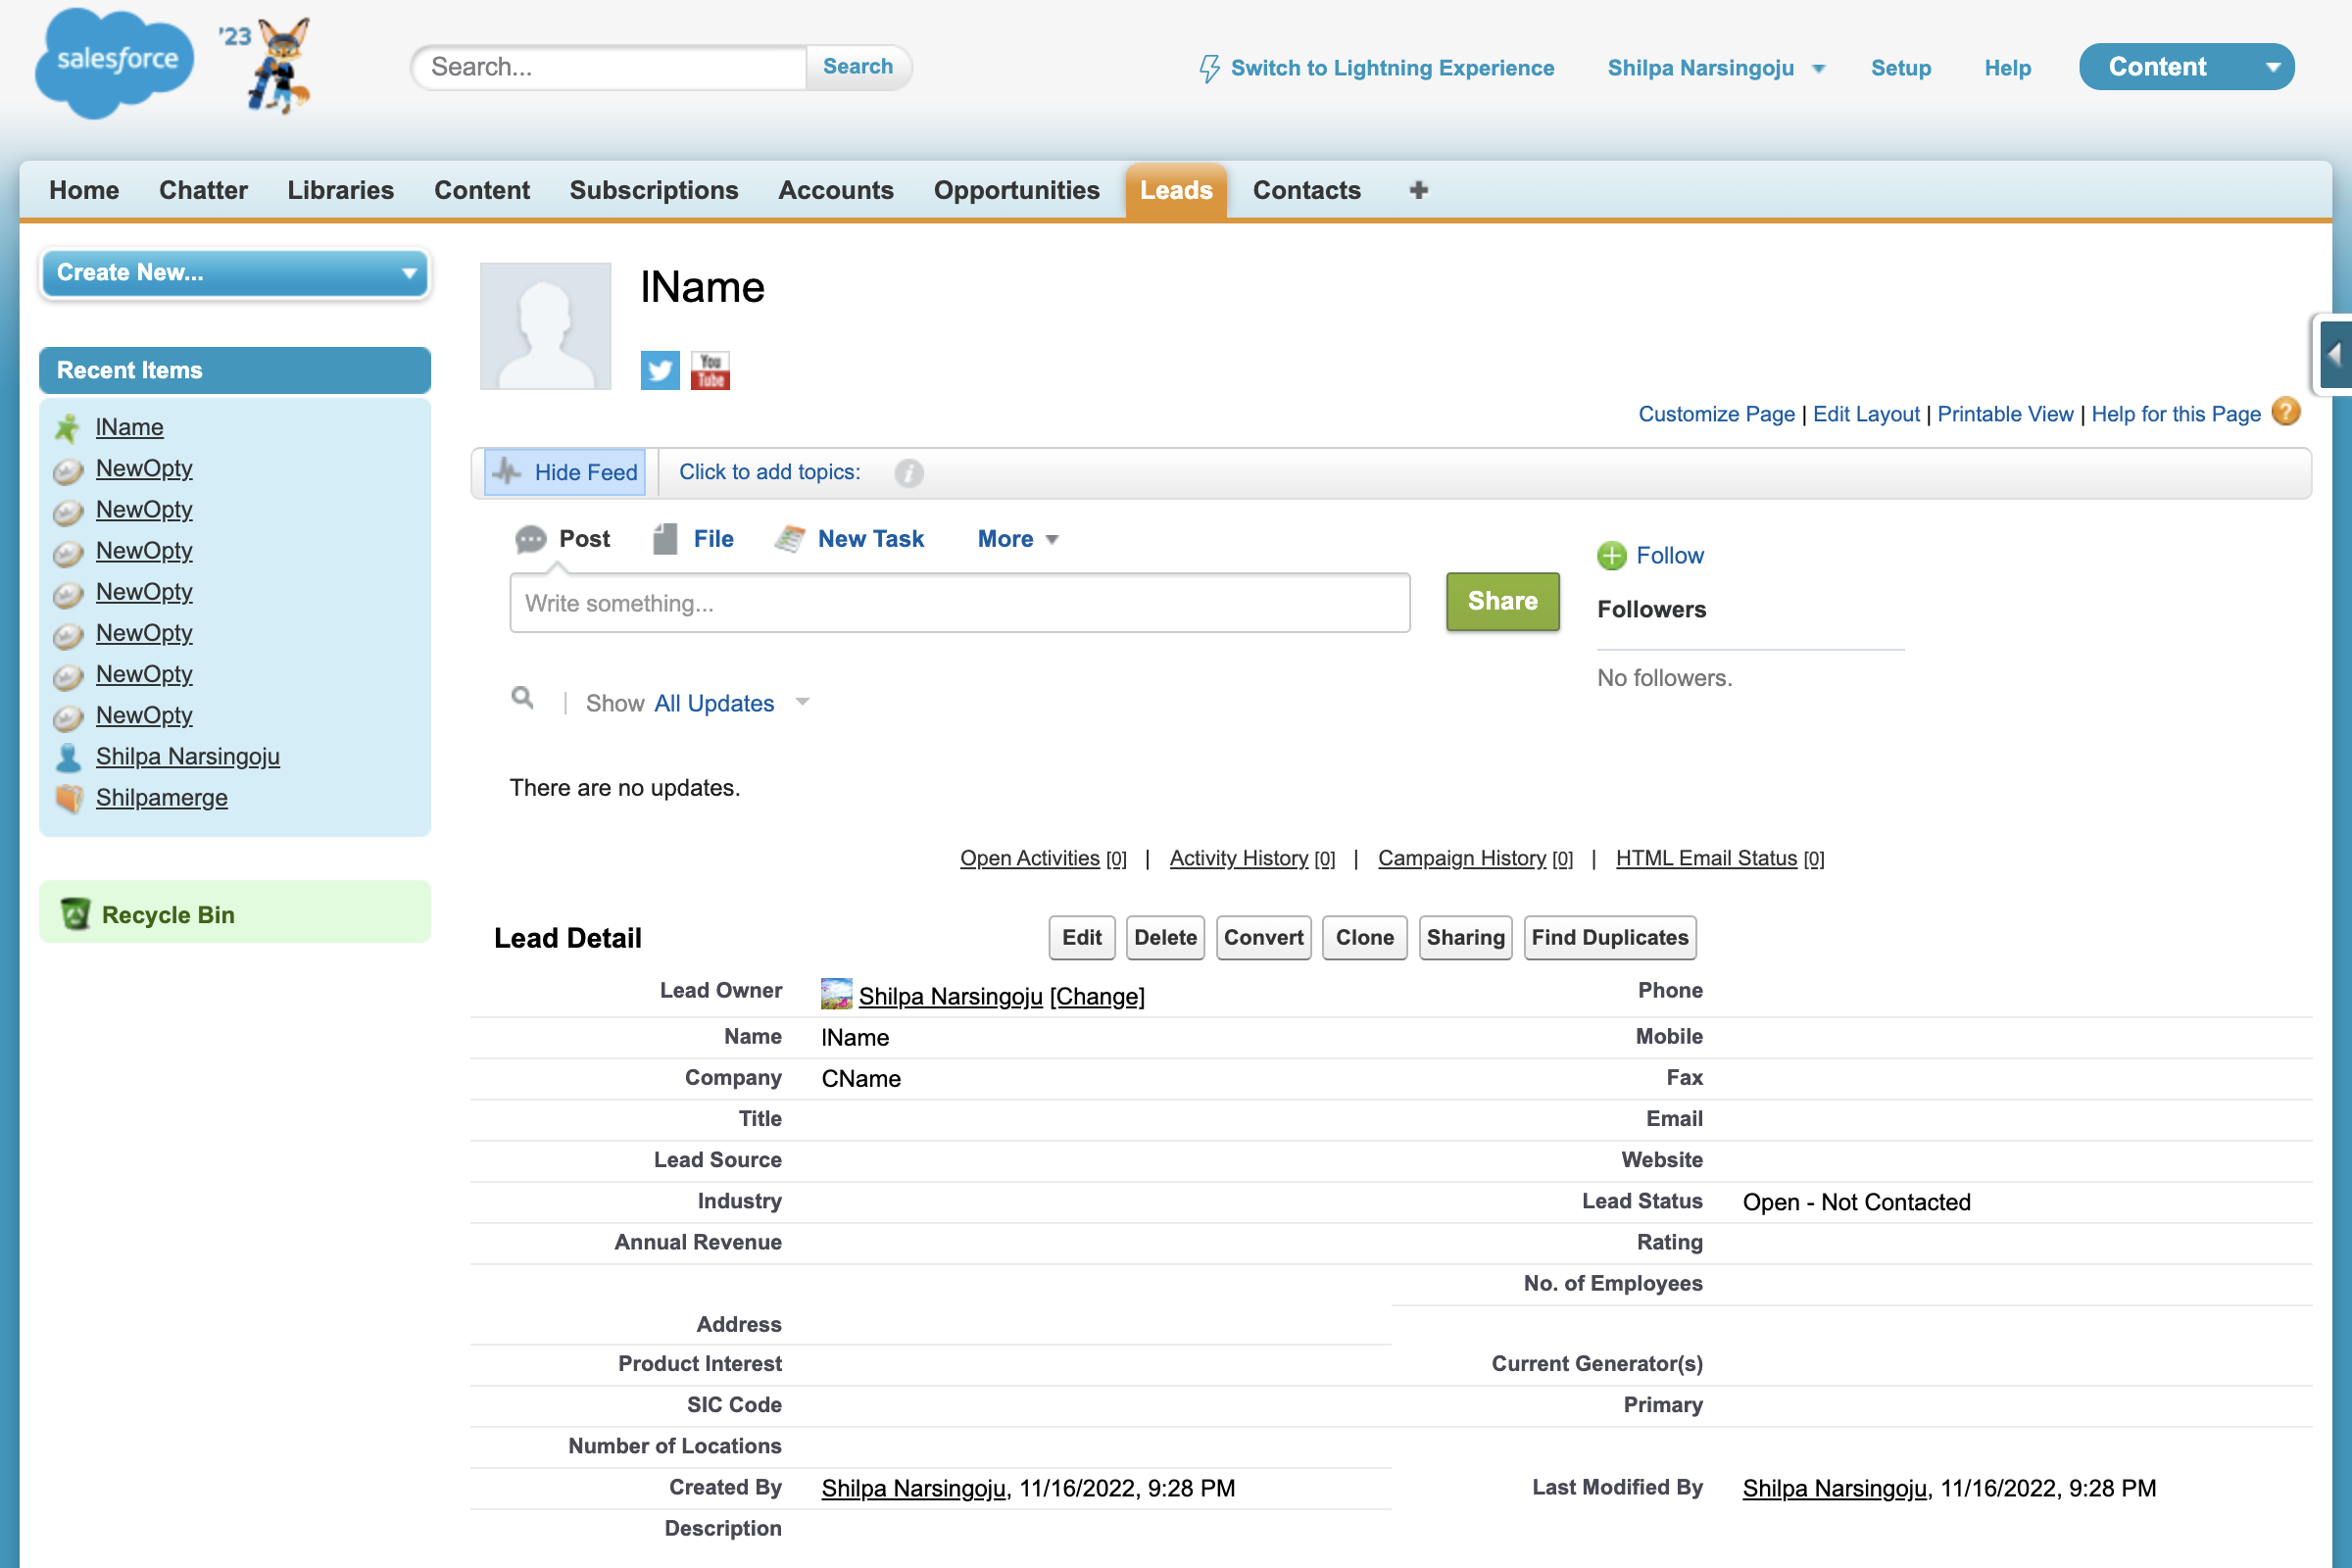 salesforce '23 Search... Search Switch to Lightning Experience Shilpa Narsingoju Setup Help Content
Home Chatter Libraries Content Subscriptions Accounts Opportunities Leads Contacts
Create New...
Recent Items
lName
NewOpty
NewOpty
NewOpty
NewOpty
NewOpty
NewOpty
NewOpty
Shilpa Narsingoju
Shilpamerge
Recycle Bin
lName
You Tube
Customize Page | Edit Layout | Printable View | Help for this Page ?
Hide Feed Click to add topics: i
Post File New Task More
Write something... Share
Follow
Followers
No followers.
Show All Updates
There are no updates.
Open Activities [0] | Activity History [0] | Campaign History [0] | HTML Email Status [0]
Lead Detail Edit Delete Convert Clone Sharing Find Duplicates
Lead Owner Shilpa Narsingoju [Change] Phone
Name lName Mobile
Company CName Fax
Title Email
Lead Source Website
Industry Lead Status Open - Not Contacted
Annual Revenue Rating
No. of Employees
Address
Product Interest Current Generator(s)
SIC Code Primary
Number of Locations
Created By Shilpa Narsingoju, 11/16/2022, 9:28 PM Last Modified By Shilpa Narsingoju, 11/16/2022, 9:28 PM
Description